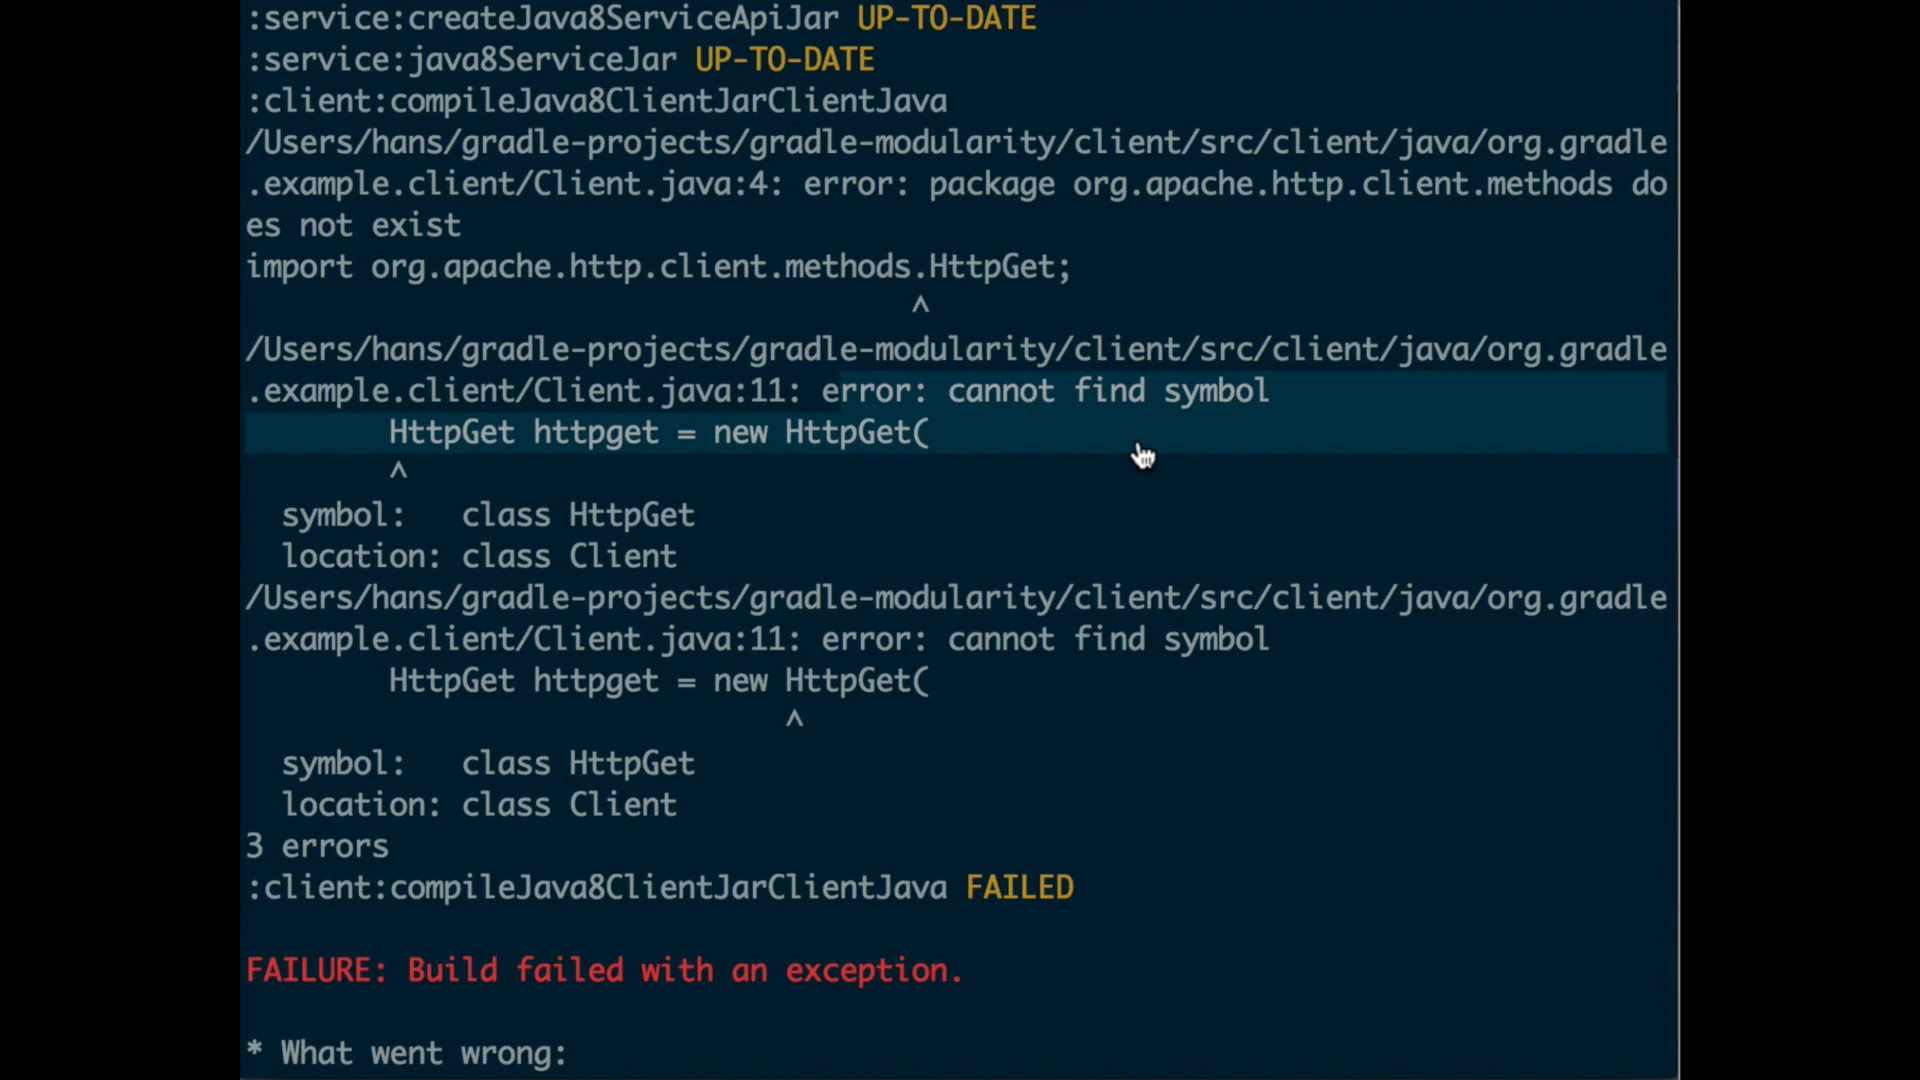 :service:createJava8ServiceApiJar UP-TO-DATE
:service:java8ServiceJar UP-TO-DATE
:client:compileJava8ClientJarClientJava
/Users/hans/gradle-projects/gradle-modularity/client/src/client/java/org.gradle
.example.client/Client.java:4: error: package org.apache.http.client.methods do
es not exist
import org.apache.http.client.methods.HttpGet;
^
/Users/hans/gradle-projects/gradle-modularity/client/src/client/java/org.gradle
.example.client/Client.java:11: error: cannot find symbol
HttpGet httpget = new HttpGet(
^
symbol:   class HttpGet
location: class Client
/Users/hans/gradle-projects/gradle-modularity/client/src/client/java/org.gradle
.example.client/Client.java:11: error: cannot find symbol
HttpGet httpget = new HttpGet(
^
symbol:   class HttpGet
location: class Client
3 errors
:client:compileJava8ClientJarClientJava FAILED
FAILURE: Build failed with an exception.
* What went wrong: